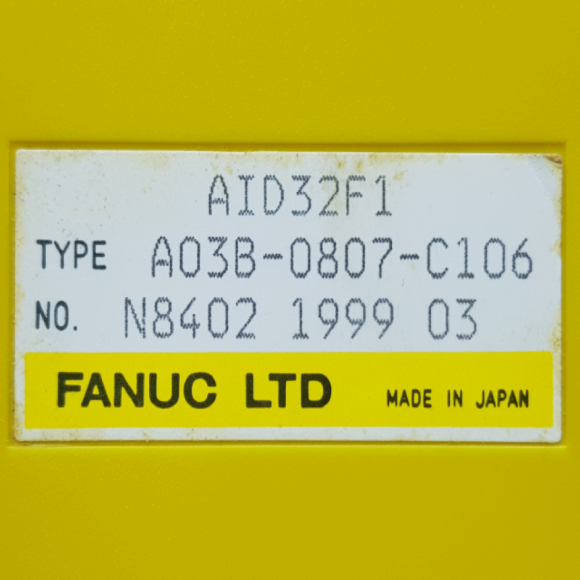 AID32F1
TYPE A03B-0807-C106
NO. N8402 1999 03
FANUC LTD MADE IN JAPAN